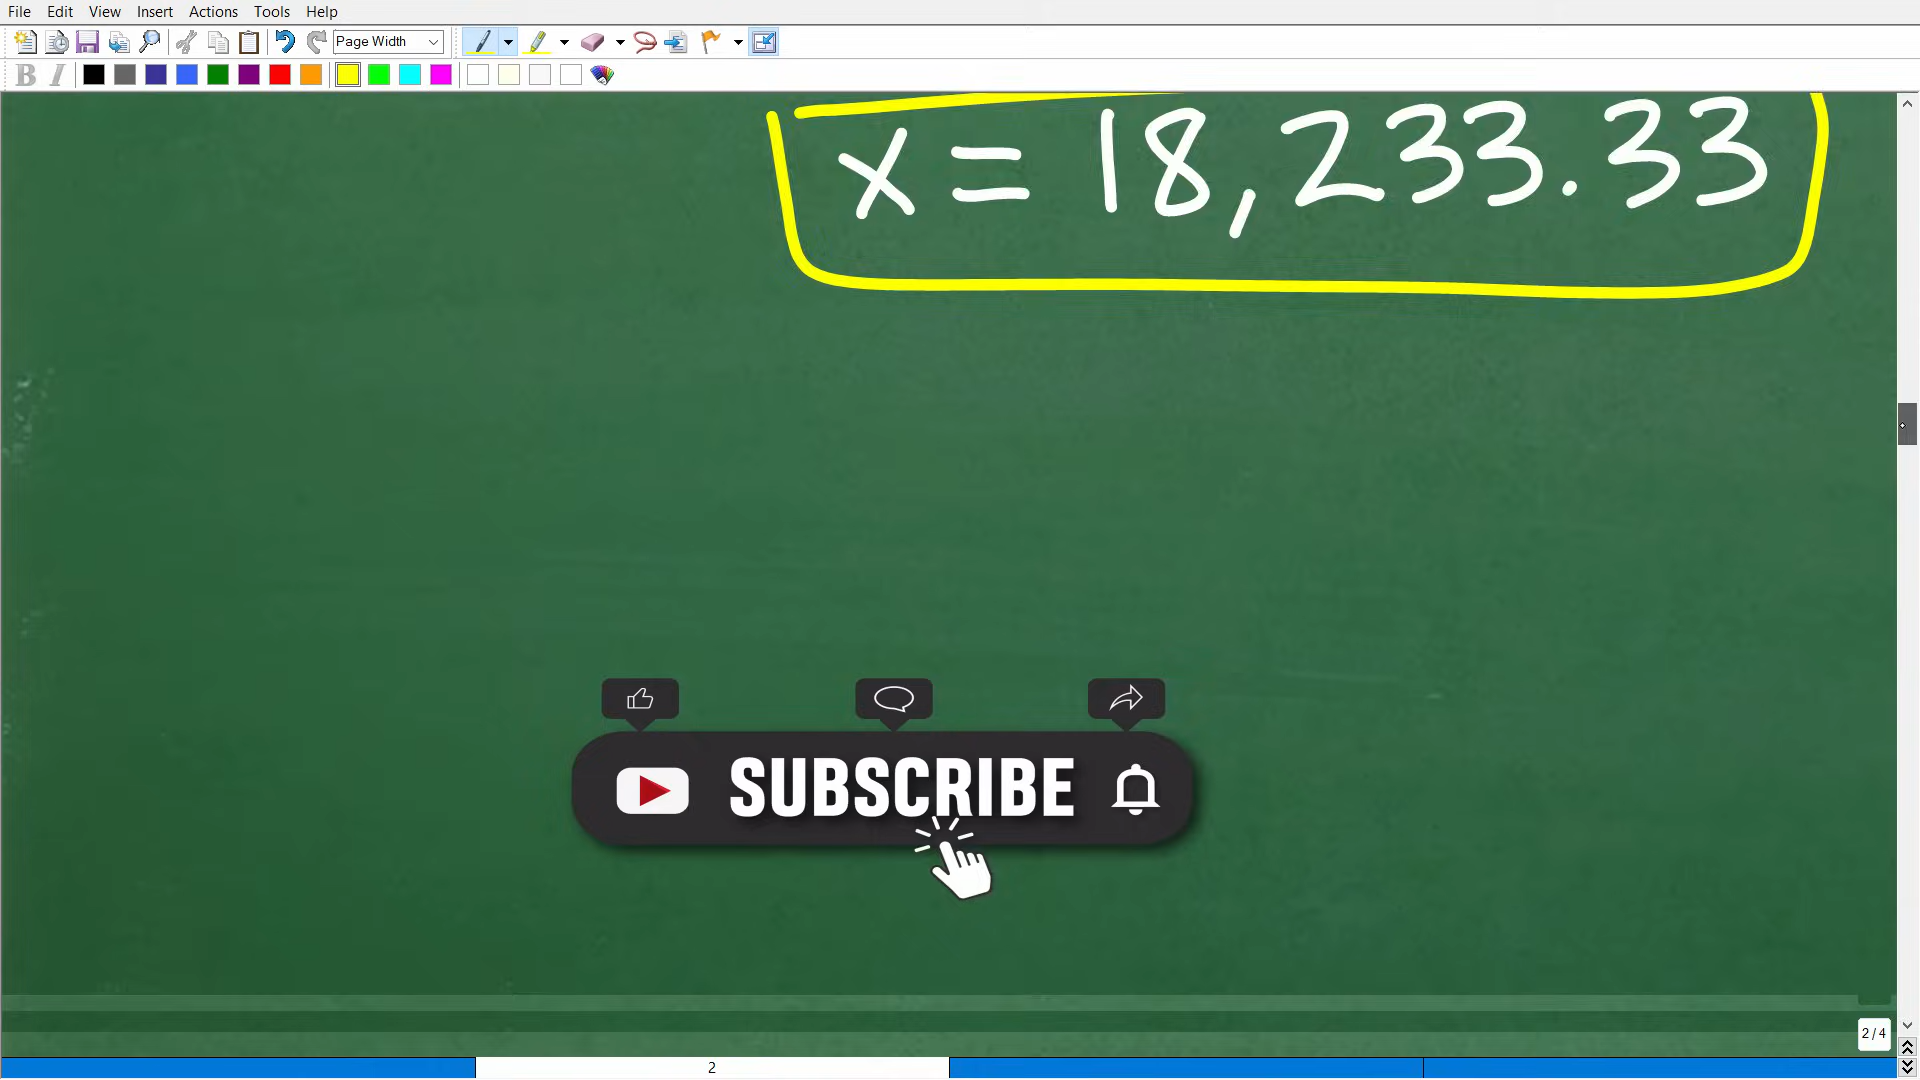 File Edit View Insert Actions Tools Help
Page Width
B I
x = 18,233.33
SUBSCRIBE
2 / 4
2